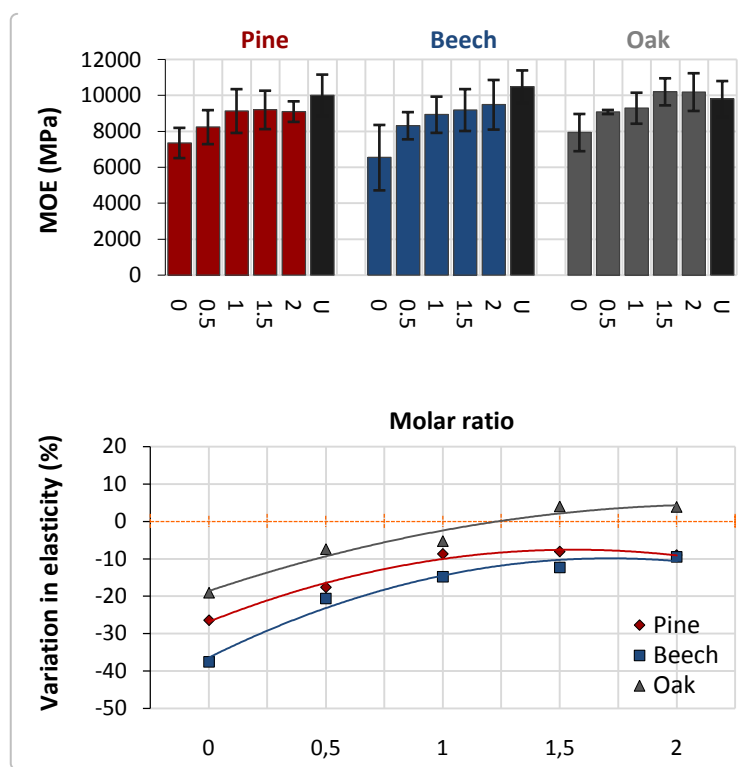 Pine Beech Oak
MOE (MPa)
12000
10000
8000
6000
4000
2000
0
0 0.5 1 1.5 2 U 0 0.5 1 1.5 2 U 0 0.5 1 1.5 2 U
Molar ratio
Variation in elasticity (%)
20
10
0
-10
-20
-30
-40
-50
Pine
Beech
Oak
0 0,5 1 1,5 2